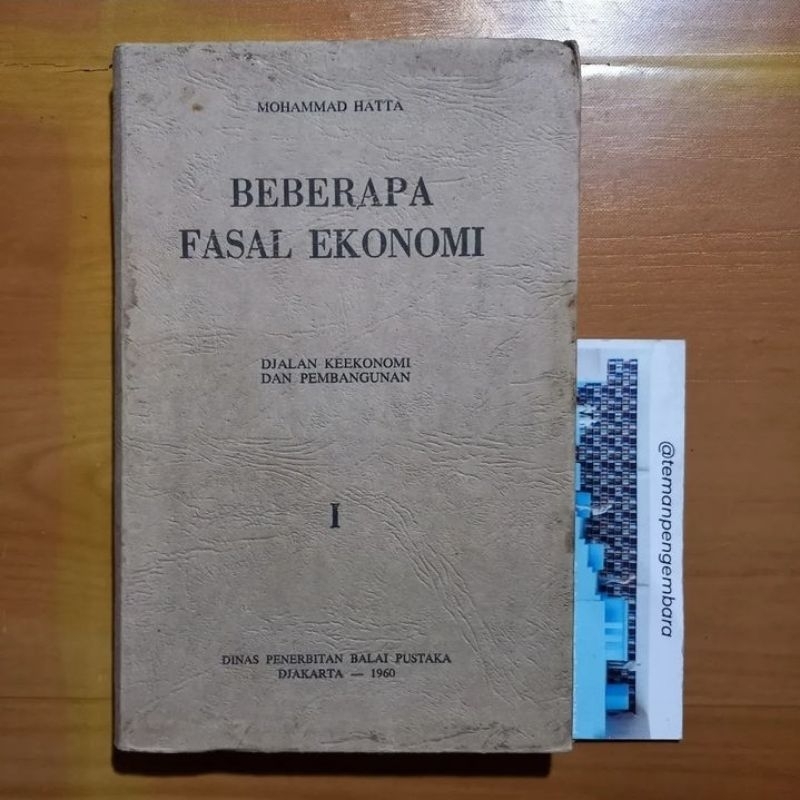 MOHAMMAD HATTA
BEBERAPA
FASAL EKONOMI
DJALAN KEEKONOMI
DAN PEMBANGUNAN
I
DINAS PENERBITAN BALAI PUSTAKA
DJAKARTA — 1960
@temanpengembara